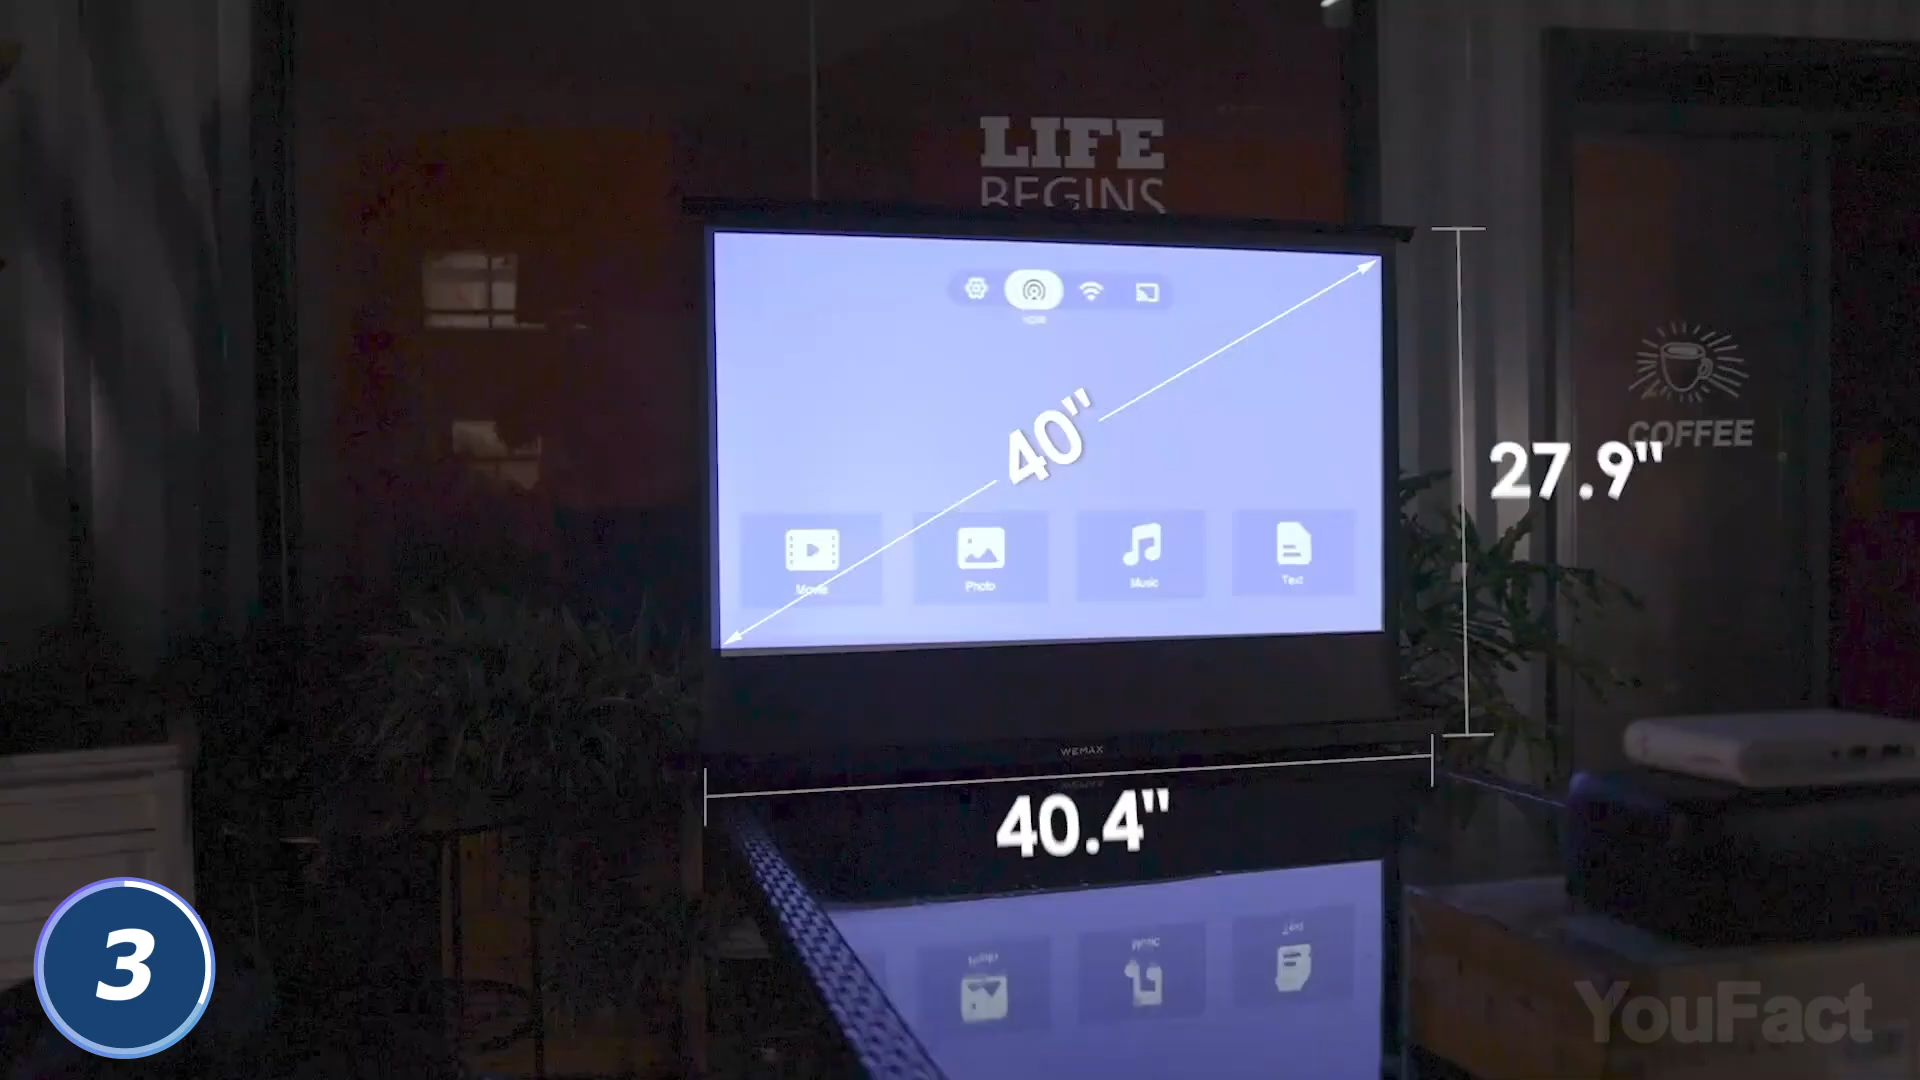 LIFE
BEGINS
40"
27.9"
COFFEE
Movie
Photo
Music
Text
WEMAX
40.4"
3
YouFact